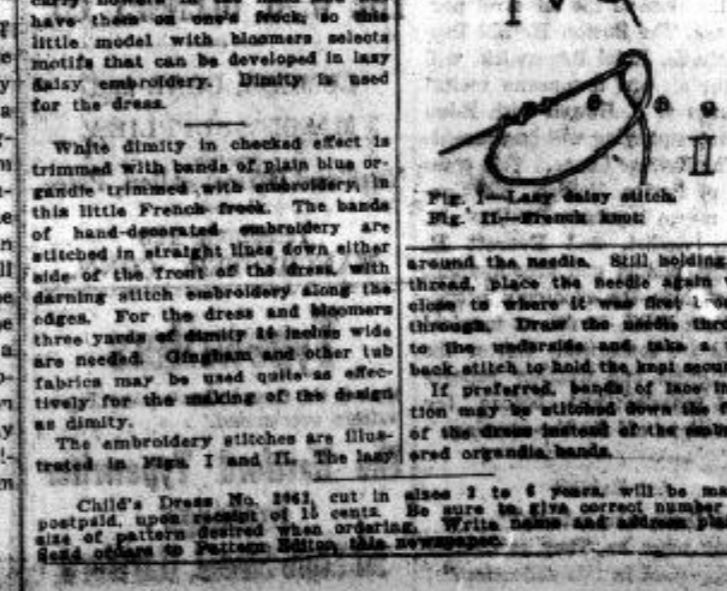 have them on one's frock, so this
little model with bloomers selects
motifs that can be developed in lazy
daisy embroidery. Dimity is used
for the dress.
White dimity in checked effect is
trimmed with bands of plain blue or-
gandie trimmed with embroidery, in
this little French frock. The bands
of hand-decorated embroidery are
stitched in straight lines down either
side of the front of the dress, with
darning stitch embroidery along the
edges. For the dress and bloomers
three yards of dimity 36 inches wide
are needed. Gingham and other tub
fabrics may be used quite as effec-
tively for the making of the design
as dimity.
The embroidery stitches are illus-
trated in Figs. I and II. The lazy
II
Fig. I—Lazy daisy stitch.
Fig. II—French knot.
around the needle. Still holding
thread, place the needle again
close to where it was first
through. Draw the needle
to the underside and take a
back stitch to hold the knot
If preferred, bands of lace
tion may be stitched down the
of the dress instead of the
ered organdie bands.
Child's Dress No. cut in sizes 2 to 6 years, will be
postpaid, upon receipt of 15 cents. Be sure to give correct number
size of pattern desired when ordering. Write name and address
Send orders to Pattern Editor, this newspaper.